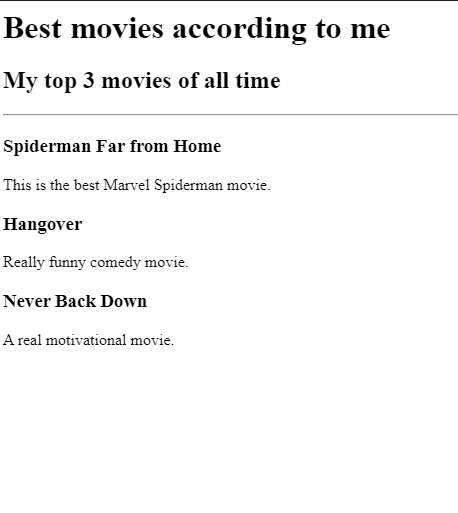 Best movies according to me
My top 3 movies of all time
Spiderman Far from Home
This is the best Marvel Spiderman movie.
Hangover
Really funny comedy movie.
Never Back Down
A real motivational movie.